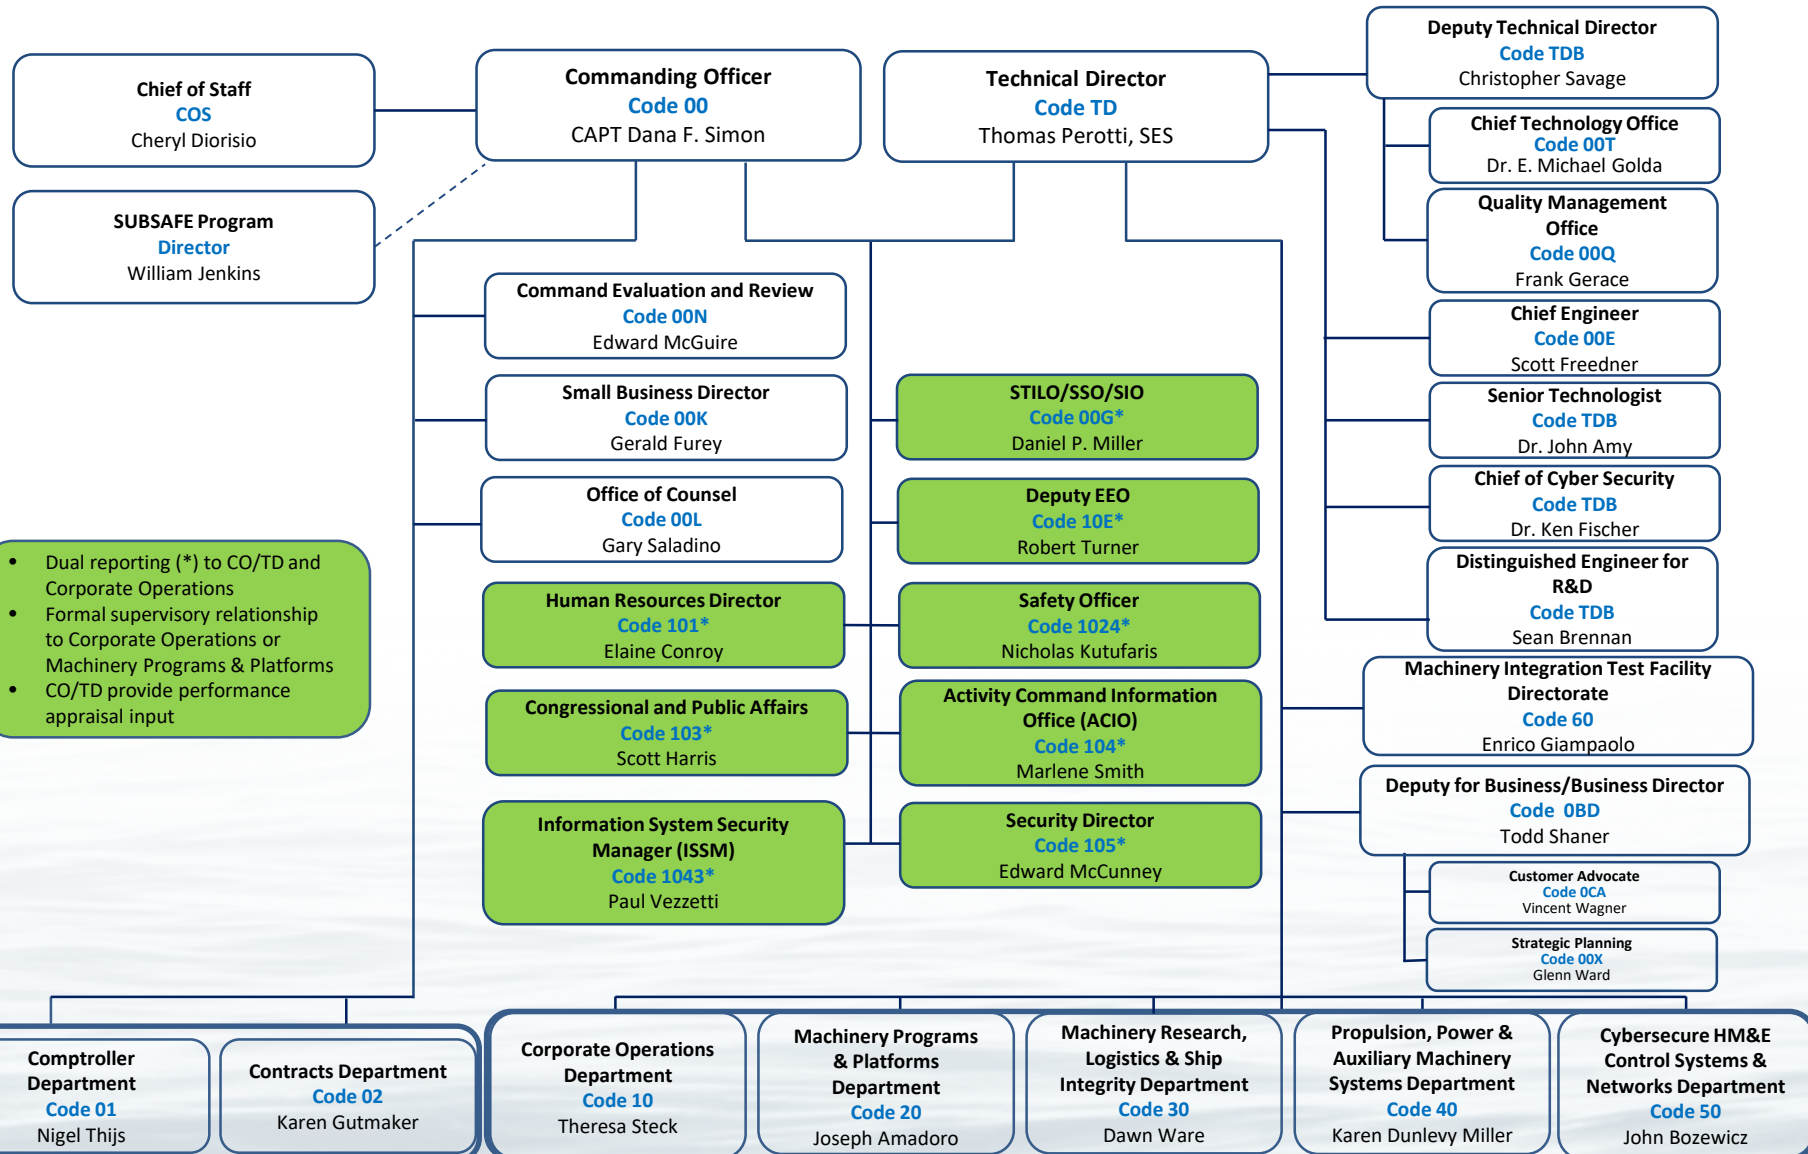 Chief of Staff
COS
Cheryl Diorisio
Commanding Officer
Code 00
CAPT Dana F. Simon
Technical Director
Code TD
Thomas Perotti, SES
Deputy Technical Director
Code TDB
Christopher Savage
Chief Technology Office
Code 00T
Dr. E. Michael Golda
SUBSAFE Program
Director
William Jenkins
Quality Management
Office
Code 00Q
Frank Gerace
Command Evaluation and Review
Code 00N
Edward McGuire
Chief Engineer
Code 00E
Scott Freedner
Small Business Director
Code 00K
Gerald Furey
STILO/SSO/SIO
Code 00G*
Daniel P. Miller
Senior Technologist
Code TDB
Dr. John Amy
Office of Counsel
Code 00L
Gary Saladino
Deputy EEO
Code 10E*
Robert Turner
Chief of Cyber Security
Code TDB
Dr. Ken Fischer
• Dual reporting (*) to CO/TD and
Corporate Operations
• Formal supervisory relationship
to Corporate Operations or
Machinery Programs & Platforms
• CO/TD provide performance
appraisal input
Human Resources Director
Code 101*
Elaine Conroy
Safety Officer
Code 1024*
Nicholas Kutufaris
Distinguished Engineer for
R&D
Code TDB
Sean Brennan
Congressional and Public Affairs
Code 103*
Scott Harris
Activity Command Information
Office (ACIO)
Code 104*
Marlene Smith
Machinery Integration Test Facility
Directorate
Code 60
Enrico Giampaolo
Information System Security
Manager (ISSM)
Code 1043*
Paul Vezzetti
Security Director
Code 105*
Edward McCunney
Deputy for Business/Business Director
Code 0BD
Todd Shaner
Customer Advocate
Code 0CA
Vincent Wagner
Strategic Planning
Code 00X
Glenn Ward
Comptroller
Department
Code 01
Nigel Thijs
Contracts Department
Code 02
Karen Gutmaker
Corporate Operations
Department
Code 10
Theresa Steck
Machinery Programs
& Platforms
Department
Code 20
Joseph Amadoro
Machinery Research,
Logistics & Ship
Integrity Department
Code 30
Dawn Ware
Propulsion, Power &
Auxiliary Machinery
Systems Department
Code 40
Karen Dunlevy Miller
Cybersecure HM&E
Control Systems &
Networks Department
Code 50
John Bozewicz